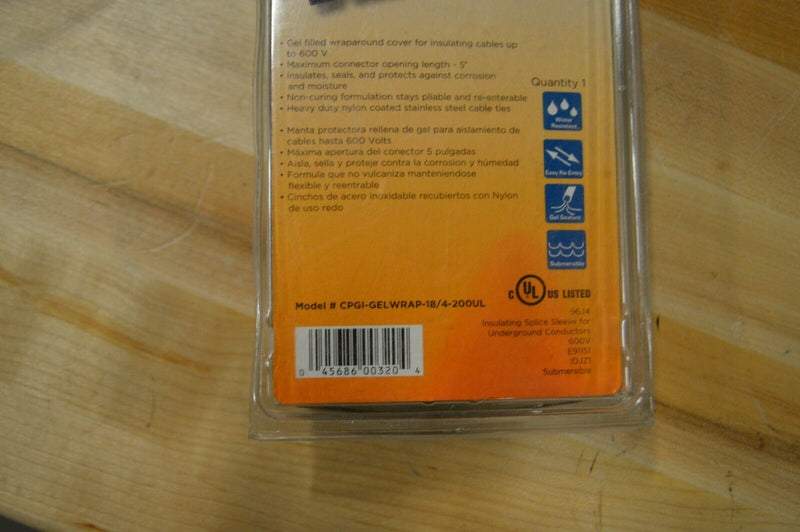 • Gel filled wraparound cover for insulating cables up
to 600 V
• Maximum connector opening length - 5"
• Insulates, seals, and protects against corrosion
and moisture
• Non-curing formulation stays pliable and re-enterable
• Heavy duty nylon coated stainless steel cable ties
• Manta protectora rellena de gel para aislamiento de
cables hasta 600 Volts
• Máxima apertura del conector 5 pulgadas
• Aisla, sella y proteje contra la corrosion y húmedad
• Formula que no vulcaniza manteniendose
flexible y reentrable
• Cinchos de acero inoxidable recubiertos con Nylon
de uso redo
Quantity 1
Water
Resistant
Easy Re-Entry
Gel Sealant
Submersible
Model # CPGI-GELWRAP-18/4-200UL
C UL US LISTED
96J4
Insulating Splice Sleeve for
Underground Conductors
600V
E91151
IDJZ1
Submersible
0 45686 00320 4